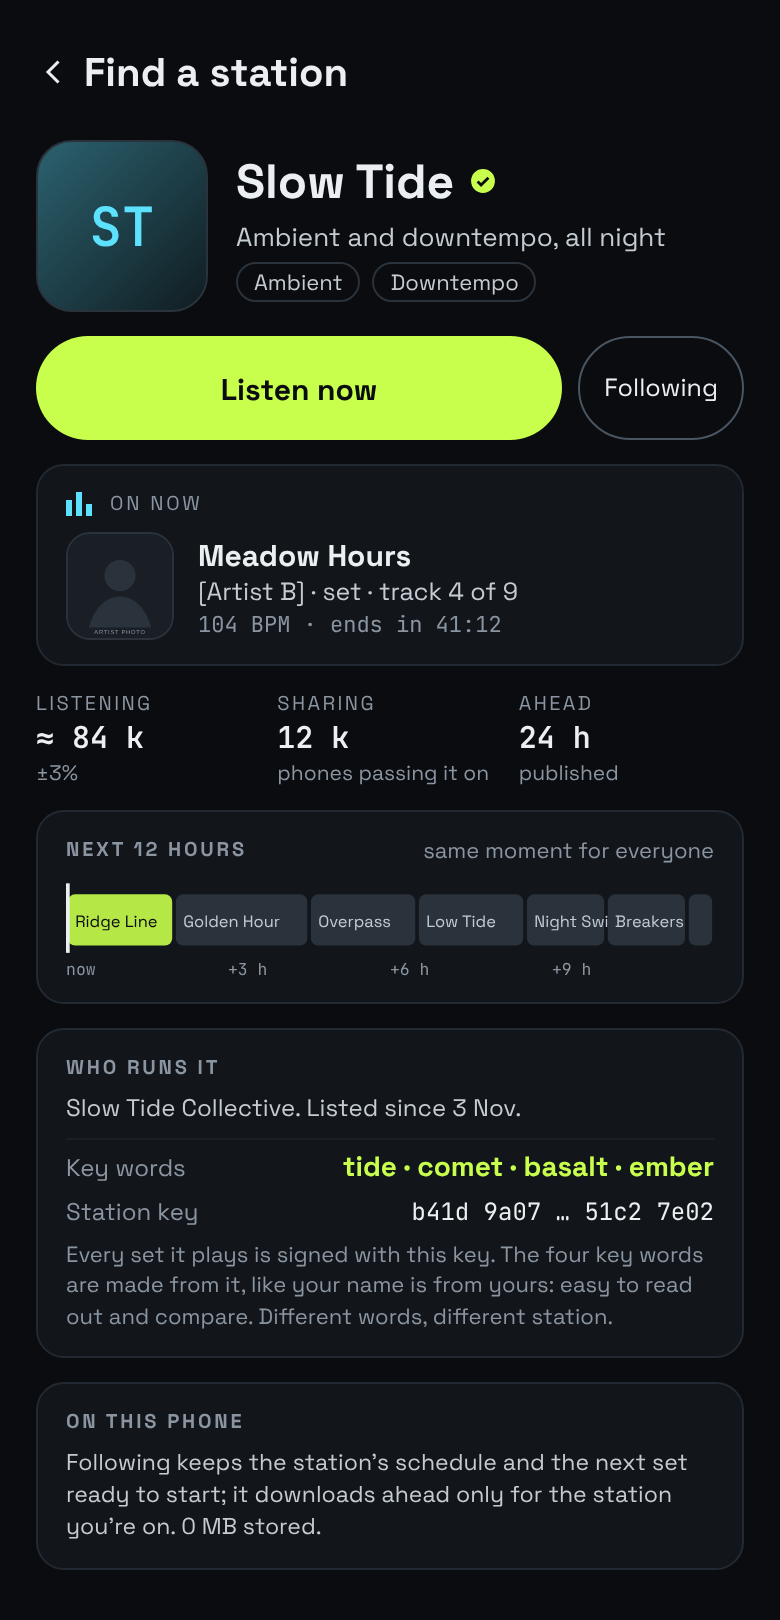 Find a station
ST
Slow Tide
Ambient and downtempo, all night
Ambient
Downtempo
Listen now
Following
ON NOW
ARTIST PHOTO
Meadow Hours
[Artist B] · set · track 4 of 9
104 BPM · ends in 41:12
LISTENING
SHARING
AHEAD
≈ 84 k
12 k
24 h
±3%
phones passing it on
published
NEXT 12 HOURS
same moment for everyone
Ridge Line
Golden Hour
Overpass
Low Tide
Night Swi
Breakers
now
+3 h
+6 h
+9 h
WHO RUNS IT
Slow Tide Collective. Listed since 3 Nov.
Key words
tide · comet · basalt · ember
Station key
b41d 9a07 … 51c2 7e02
Every set it plays is signed with this key. The four key words
are made from it, like your name is from yours: easy to read
out and compare. Different words, different station.
ON THIS PHONE
Following keeps the station’s schedule and the next set
ready to start; it downloads ahead only for the station
you’re on. 0 MB stored.